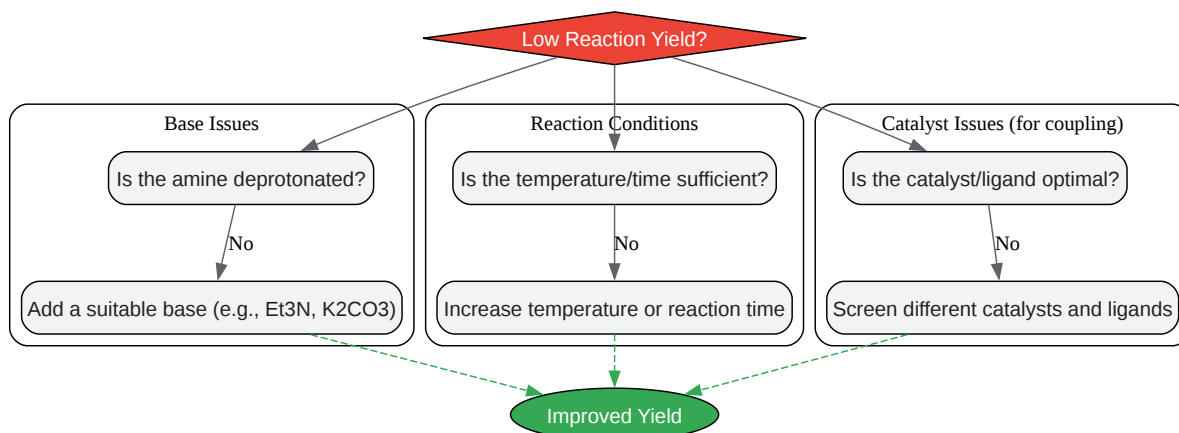 Low Reaction Yield?
Base Issues
Reaction Conditions
Catalyst Issues (for coupling)
Is the amine deprotonated?
Is the temperature/time sufficient?
Is the catalyst/ligand optimal?
No
No
No
Add a suitable base (e.g., Et3N, K2CO3)
Increase temperature or reaction time
Screen different catalysts and ligands
Improved Yield